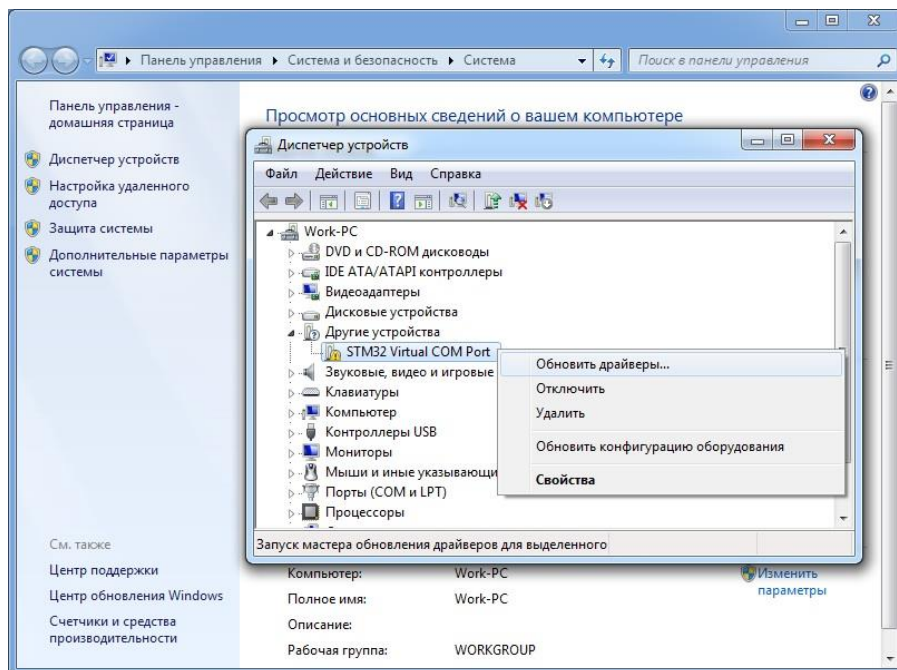 Панель управления ▸ Система и безопасность ▸ Система
Поиск в панели управления
Панель управления -
домашняя страница
Диспетчер устройств
Настройка удаленного
доступа
Защита системы
Дополнительные параметры
системы
См. также
Центр поддержки
Центр обновления Windows
Счетчики и средства
производительности
Просмотр основных сведений о вашем компьютере
Диспетчер устройств
Файл Действие Вид Справка
Work-PC
DVD и CD-ROM дисководы
IDE ATA/ATAPI контроллеры
Видеоадаптеры
Дисковые устройства
Другие устройства
STM32 Virtual COM Port
Звуковые, видео и игровые
Клавиатуры
Компьютер
Контроллеры USB
Мониторы
Мыши и иные указывающи
Порты (COM и LPT)
Процессоры
Обновить драйверы...
Отключить
Удалить
Обновить конфигурацию оборудования
Свойства
Запуск мастера обновления драйверов для выделенного
Компьютер: Work-PC
Изменить
параметры
Полное имя: Work-PC
Описание:
Рабочая группа: WORKGROUP